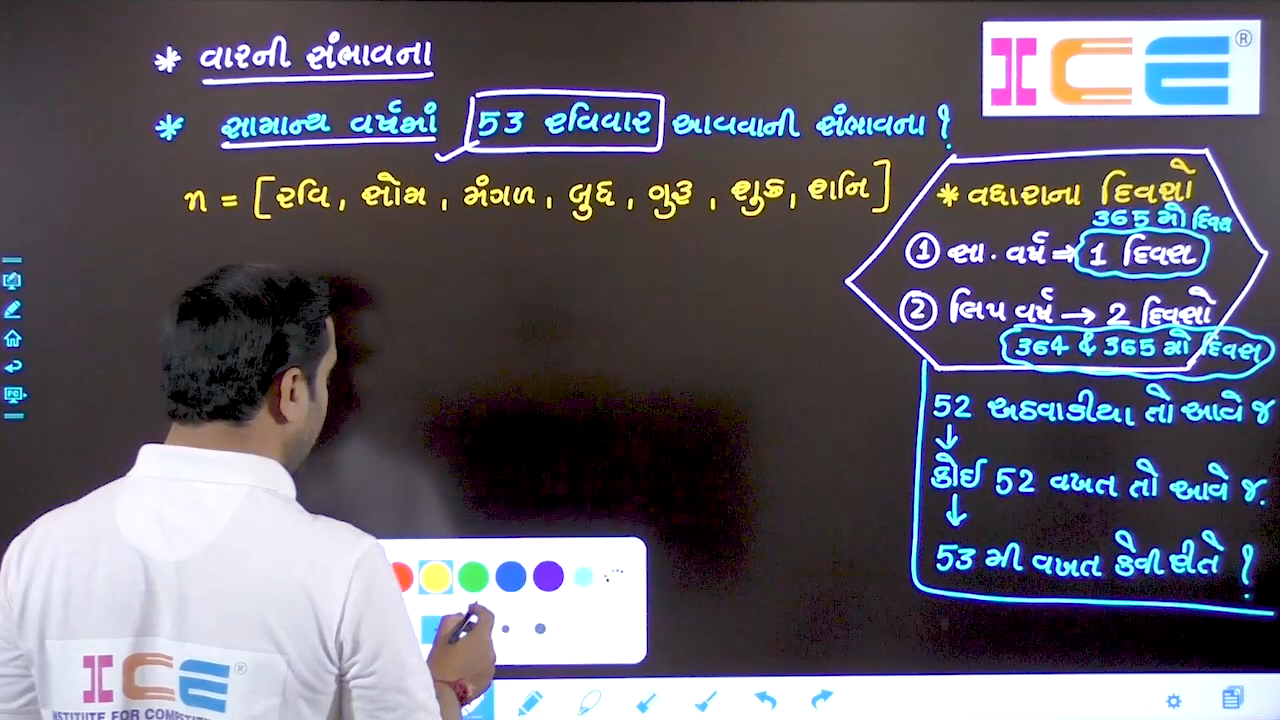 * વારની સંભાવના
* સામાન્ય વર્ષમાં 53 રવિવાર આવવાની સંભાવના ?
n = [રવિ, સોમ, મંગળ, બુધ, ગુરૂ, શુક્ર, શનિ]
ICE®
* વધારાના દિવસો
365 મો દિવસ
① સા. વર્ષ ⇒ 1 દિવસ
② લિપ વર્ષ → 2 દિવસો
364 & 365 મો દિવસ
52 અઠવાડીયા તો આવે જ
↓
કોઈ 52 વખત તો આવે જ.
↓
53 મી વખત કેવી રીતે ?
PC
ICE®
INSTITUTE FOR COMPETITI